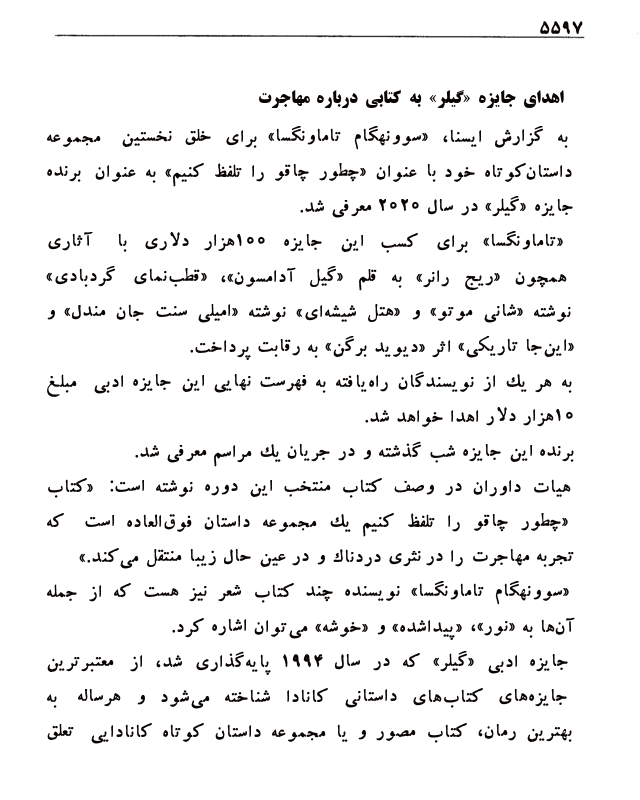 ۵۵۹۷
اهدای جایزه «گیلر» به کتابی درباره مهاجرت
به گزارش ایسنا، «سوونهگام تاماونگسا» برای خلق نخستین مجموعه
داستان‌کوتاه خود با عنوان «چطور چاقو را تلفظ کنیم» به عنوان برنده
جایزه «گیلر» در سال ۲۰۲۰ معرفی شد.
«تاماونگسا» برای کسب این جایزه ۱۰۰هزار دلاری با آثاری
همچون «ریج رانر» به قلم «گیل آدامسون»، «قطب‌نمای گردبادی»
نوشته «شانی موتو» و «هتل شیشه‌ای» نوشته «امیلی سنت جان مندل» و
«این‌جا تاریکی» اثر «دیوید برگن» به رقابت پرداخت.
به هر یك از نویسندگان راه‌یافته به فهرست نهایی این جایزه ادبی مبلغ
۱۰هزار دلار اهدا خواهد شد.
برنده این جایزه شب گذشته و در جریان یك مراسم معرفی شد.
هیات داوران در وصف کتاب منتخب این دوره نوشته است: «کتاب
«چطور چاقو را تلفظ کنیم یك مجموعه داستان فوق‌العاده است که
تجربه مهاجرت را در نثری دردناك و در عین حال زیبا منتقل می‌کند.»
«سوونهگام تاماونگسا» نویسنده چند کتاب شعر نیز هست که از جمله
آن‌ها به «نور»، «پیداشده» و «خوشه» می‌توان اشاره کرد.
جایزه ادبی «گیلر» که در سال ۱۹۹۴ پایه‌گذاری شد، از معتبرترین
جایزه‌های کتاب‌های داستانی کانادا شناخته می‌شود و هرساله به
بهترین رمان، کتاب مصور و یا مجموعه داستان کوتاه کانادایی تعلق